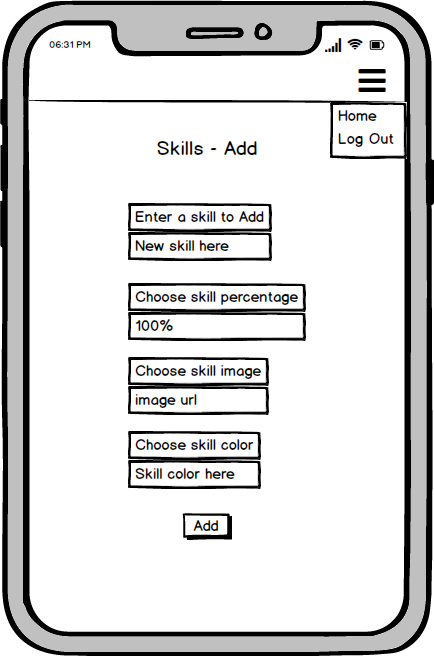 06:31 PM
Home
Log Out
Skills - Add
Enter a skill to Add
New skill here
Choose skill percentage
100%
Choose skill image
image url
Choose skill color
Skill color here
Add